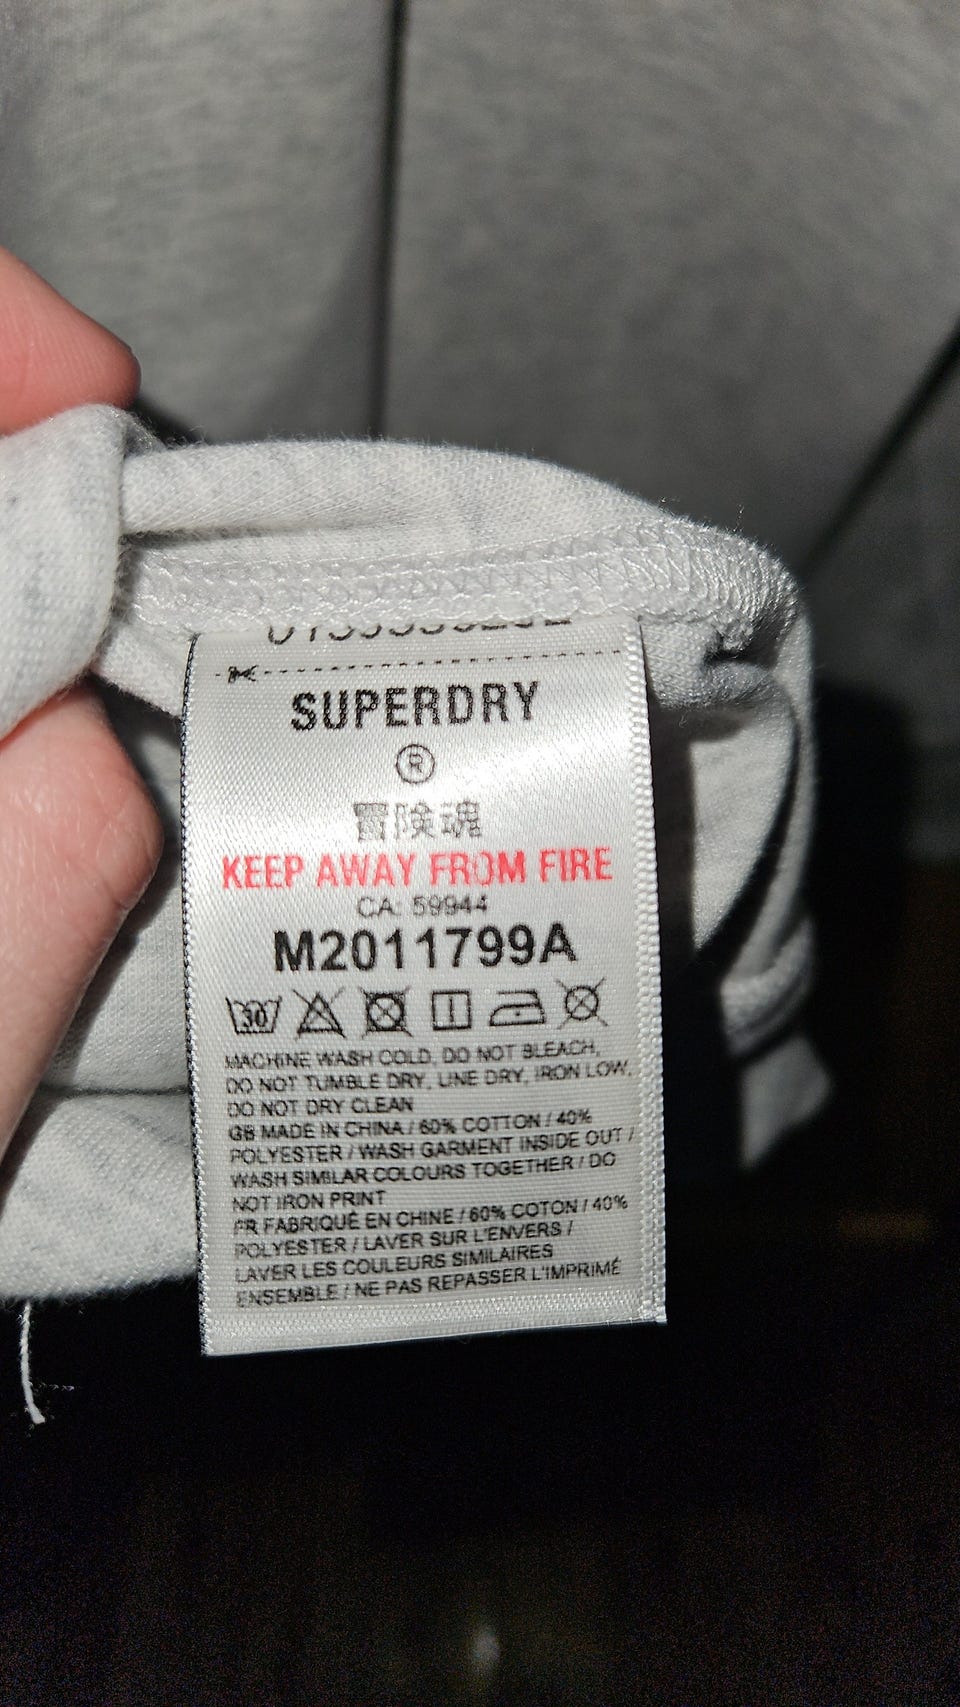 SUPERDRY
®
冒険魂
KEEP AWAY FROM FIRE
CA: 59944
M2011799A
30
MACHINE WASH COLD, DO NOT BLEACH,
DO NOT TUMBLE DRY, LINE DRY, IRON LOW,
DO NOT DRY CLEAN
GB MADE IN CHINA / 60% COTTON / 40%
POLYESTER / WASH GARMENT INSIDE OUT /
WASH SIMILAR COLOURS TOGETHER / DO
NOT IRON PRINT
FR FABRIQUÉ EN CHINE / 60% COTON / 40%
POLYESTER / LAVER SUR L'ENVERS /
LAVER LES COULEURS SIMILAIRES
ENSEMBLE / NE PAS REPASSER L'IMPRIMÉ